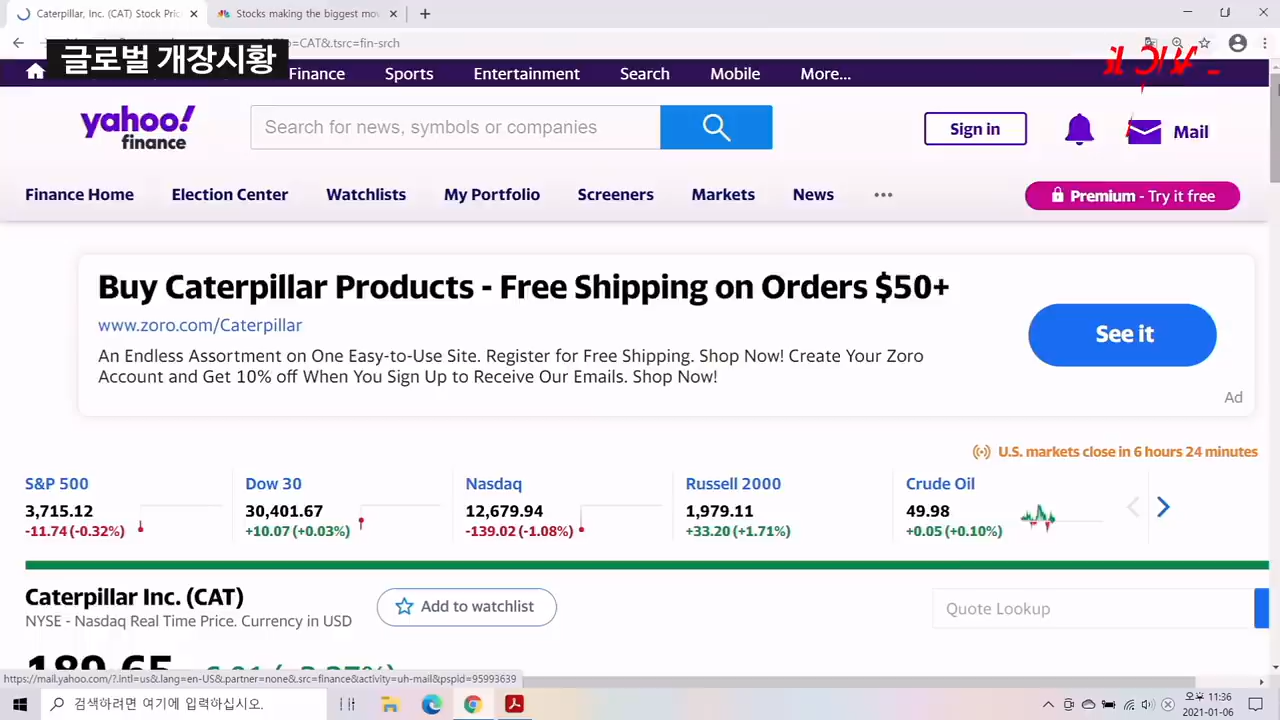 Caterpillar, Inc. (CAT) Stock Pric
Stocks making the biggest mov
=CAT&.tsrc=fin-srch
글로벌 개장시황
Finance Sports Entertainment Search Mobile More...
yahoo!
finance
Search for news, symbols or companies
Sign in
Mail
Finance Home Election Center Watchlists My Portfolio Screeners Markets News
Premium - Try it free
Buy Caterpillar Products - Free Shipping on Orders $50+
www.zoro.com/Caterpillar
An Endless Assortment on One Easy-to-Use Site. Register for Free Shipping. Shop Now! Create Your Zoro
Account and Get 10% off When You Sign Up to Receive Our Emails. Shop Now!
See it
Ad
U.S. markets close in 6 hours 24 minutes
S&P 500 Dow 30 Nasdaq Russell 2000 Crude Oil
3,715.12 30,401.67 12,679.94 1,979.11 49.98
-11.74 (-0.32%) +10.07 (+0.03%) -139.02 (-1.08%) +33.20 (+1.71%) +0.05 (+0.10%)
Caterpillar Inc. (CAT)
Add to watchlist
Quote Lookup
NYSE - Nasdaq Real Time Price. Currency in USD
189.65
https://mail.yahoo.com/?.intl=us&.lang=en-US&.partner=none&.src=finance&activity=uh-mail&pspid=95993639
검색하려면 여기에 입력하십시오.
오후 11:36
2021-01-06